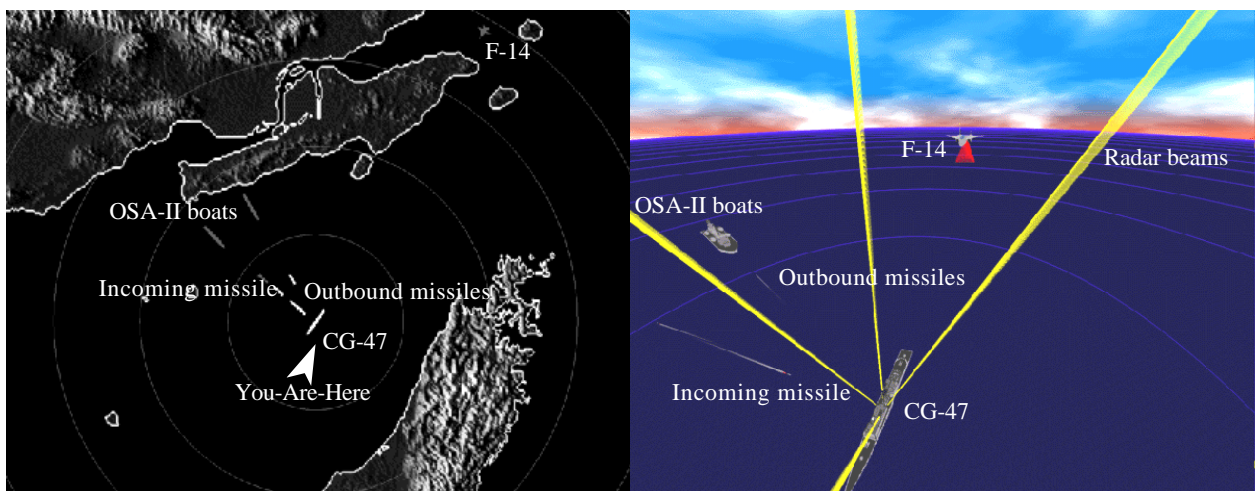 F-14
OSA-II boats
Incoming missile
Outbound missiles
CG-47
You-Are-Here
F-14
Radar beams
OSA-II boats
Outbound missiles
Incoming missile
CG-47